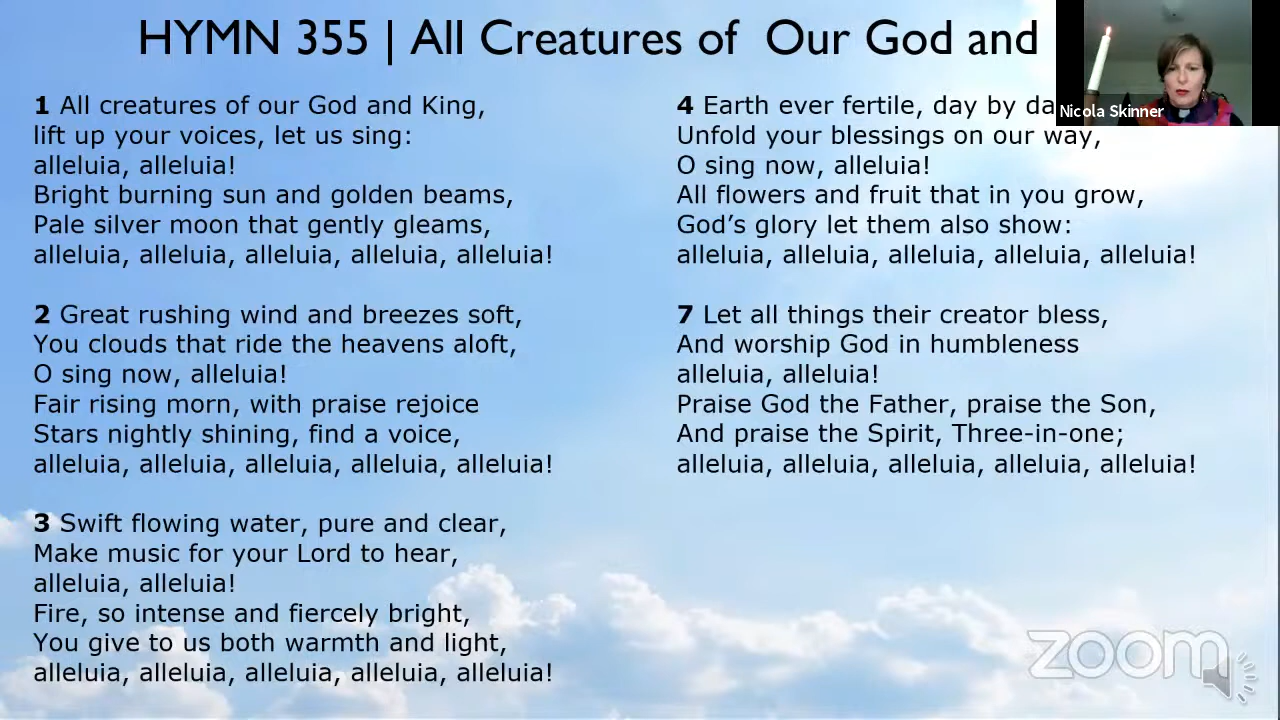 HYMN 355 | All Creatures of Our God and
1 All creatures of our God and King,
lift up your voices, let us sing:
alleluia, alleluia!
Bright burning sun and golden beams,
Pale silver moon that gently gleams,
alleluia, alleluia, alleluia, alleluia, alleluia!
2 Great rushing wind and breezes soft,
You clouds that ride the heavens aloft,
O sing now, alleluia!
Fair rising morn, with praise rejoice
Stars nightly shining, find a voice,
alleluia, alleluia, alleluia, alleluia, alleluia!
3 Swift flowing water, pure and clear,
Make music for your Lord to hear,
alleluia, alleluia!
Fire, so intense and fiercely bright,
You give to us both warmth and light,
alleluia, alleluia, alleluia, alleluia, alleluia!
4 Earth ever fertile, day by
Unfold your blessings on our way,
O sing now, alleluia!
All flowers and fruit that in you grow,
God’s glory let them also show:
alleluia, alleluia, alleluia, alleluia, alleluia!
7 Let all things their creator bless,
And worship God in humbleness
alleluia, alleluia!
Praise God the Father, praise the Son,
And praise the Spirit, Three-in-one;
alleluia, alleluia, alleluia, alleluia, alleluia!
Nicola Skinner
zoom